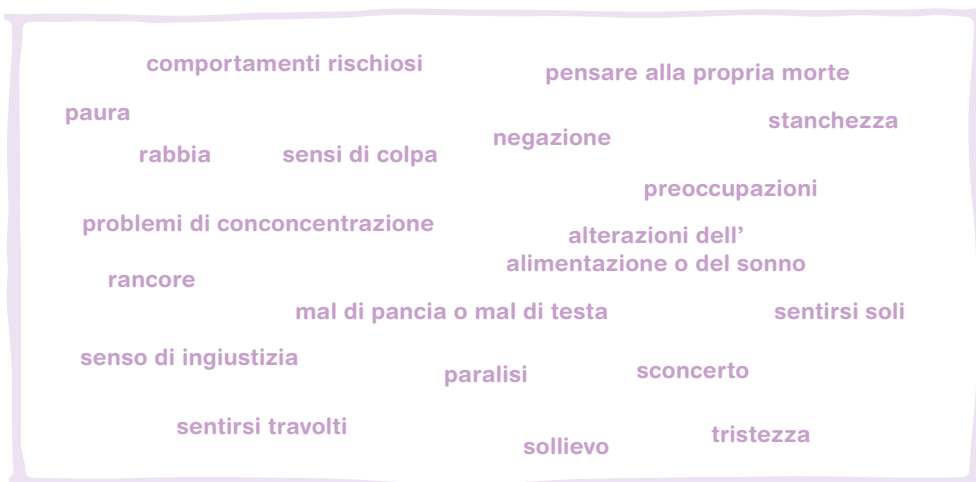 comportamenti rischiosi
pensare alla propria morte
paura
stanchezza
negazione
rabbia
sensi di colpa
preoccupazioni
problemi di conconcentrazione
alterazioni dell'
alimentazione o del sonno
rancore
mal di pancia o mal di testa
sentirsi soli
senso di ingiustizia
paralisi
sconcerto
sentirsi travolti
sollievo
tristezza